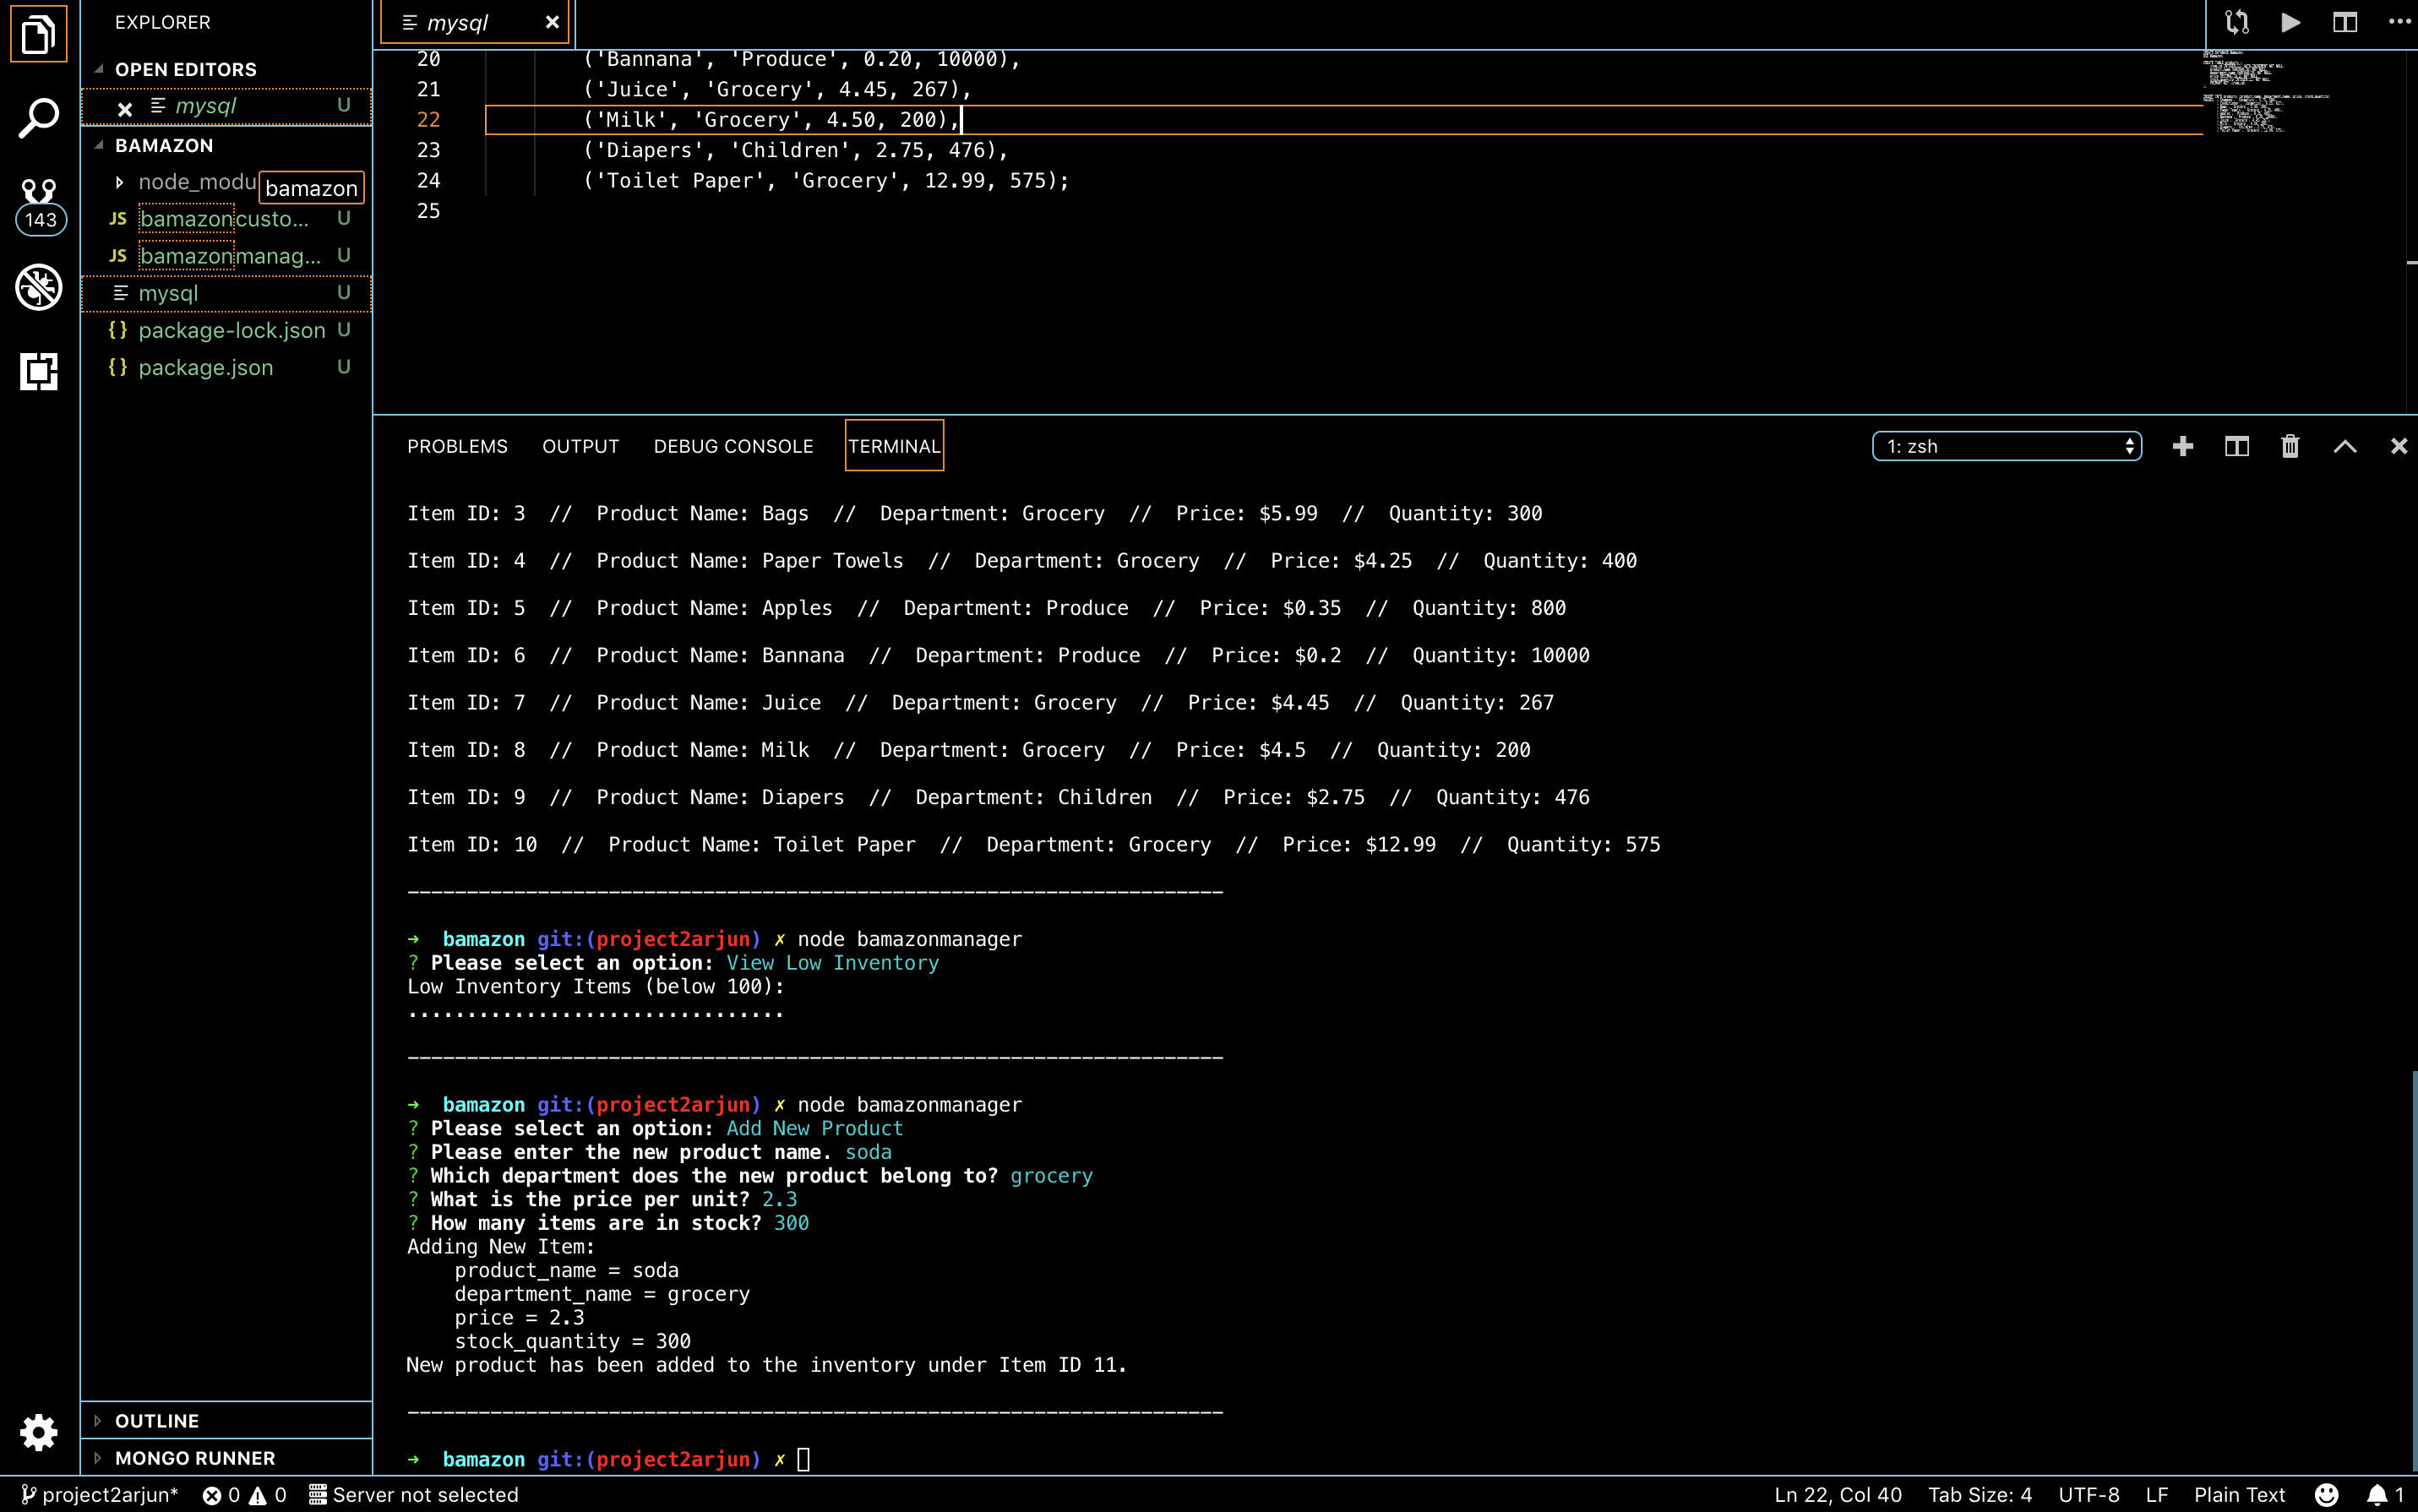 EXPLORER
OPEN EDITORS
mysql U
BAMAZON
node_modu
bamazon
JS bamazoncusto... U
JS bamazonmanag... U
mysql U
{} package-lock.json U
{} package.json U
143
OUTLINE
MONGO RUNNER
mysql
20 ('Bannana', 'Produce', 0.20, 10000),
21 ('Juice', 'Grocery', 4.45, 267),
22 ('Milk', 'Grocery', 4.50, 200),
23 ('Diapers', 'Children', 2.75, 476),
24 ('Toilet Paper', 'Grocery', 12.99, 575);
25
PROBLEMS OUTPUT DEBUG CONSOLE TERMINAL 1: zsh
Item ID: 3 // Product Name: Bags // Department: Grocery // Price: $5.99 // Quantity: 300
Item ID: 4 // Product Name: Paper Towels // Department: Grocery // Price: $4.25 // Quantity: 400
Item ID: 5 // Product Name: Apples // Department: Produce // Price: $0.35 // Quantity: 800
Item ID: 6 // Product Name: Bannana // Department: Produce // Price: $0.2 // Quantity: 10000
Item ID: 7 // Product Name: Juice // Department: Grocery // Price: $4.45 // Quantity: 267
Item ID: 8 // Product Name: Milk // Department: Grocery // Price: $4.5 // Quantity: 200
Item ID: 9 // Product Name: Diapers // Department: Children // Price: $2.75 // Quantity: 476
Item ID: 10 // Product Name: Toilet Paper // Department: Grocery // Price: $12.99 // Quantity: 575
---------------------------------------------------------------------
➜ bamazon git:(project2arjun) ✗ node bamazonmanager
? Please select an option: View Low Inventory
Low Inventory Items (below 100):
................................
---------------------------------------------------------------------
➜ bamazon git:(project2arjun) ✗ node bamazonmanager
? Please select an option: Add New Product
? Please enter the new product name. soda
? Which department does the new product belong to? grocery
? What is the price per unit? 2.3
? How many items are in stock? 300
Adding New Item:
product_name = soda
department_name = grocery
price = 2.3
stock_quantity = 300
New product has been added to the inventory under Item ID 11.
---------------------------------------------------------------------
➜ bamazon git:(project2arjun) ✗
project2arjun* 0 0 Server not selected Ln 22, Col 40 Tab Size: 4 UTF-8 LF Plain Text 1